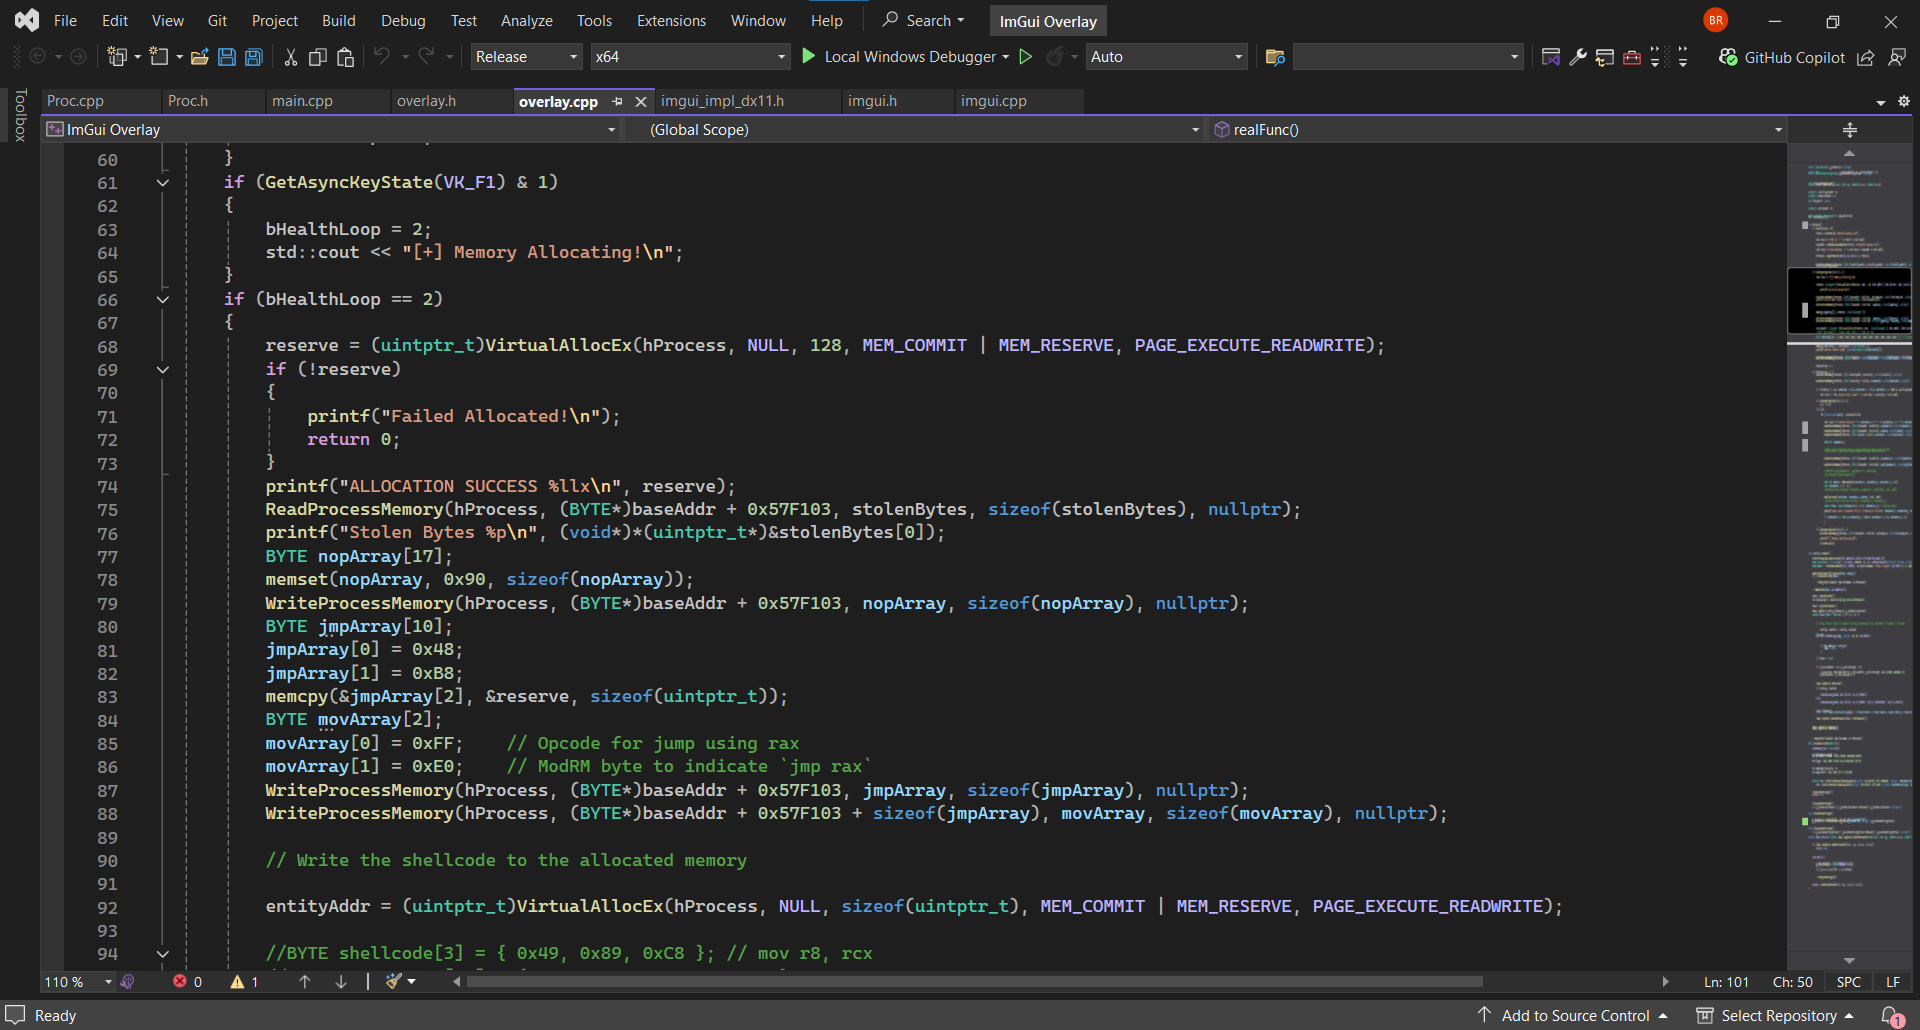 File Edit View Git Project Build Debug Test Analyze Tools Extensions Window Help Search ImGui Overlay BR
Release x64 Local Windows Debugger Auto GitHub Copilot
Toolbox
Proc.cpp Proc.h main.cpp overlay.h overlay.cpp imgui_impl_dx11.h imgui.h imgui.cpp
ImGui Overlay (Global Scope) realFunc()
60 }
61 if (GetAsyncKeyState(VK_F1) & 1)
62 {
63 bHealthLoop = 2;
64 std::cout << "[+] Memory Allocating!\n";
65 }
66 if (bHealthLoop == 2)
67 {
68 reserve = (uintptr_t)VirtualAllocEx(hProcess, NULL, 128, MEM_COMMIT | MEM_RESERVE, PAGE_EXECUTE_READWRITE);
69 if (!reserve)
70 {
71 printf("Failed Allocated!\n");
72 return 0;
73 }
74 printf("ALLOCATION SUCCESS %llx\n", reserve);
75 ReadProcessMemory(hProcess, (BYTE*)baseAddr + 0x57F103, stolenBytes, sizeof(stolenBytes), nullptr);
76 printf("Stolen Bytes %p\n", (void*)*(uintptr_t*)&stolenBytes[0]);
77 BYTE nopArray[17];
78 memset(nopArray, 0x90, sizeof(nopArray));
79 WriteProcessMemory(hProcess, (BYTE*)baseAddr + 0x57F103, nopArray, sizeof(nopArray), nullptr);
80 BYTE jmpArray[10];
81 jmpArray[0] = 0x48;
82 jmpArray[1] = 0xB8;
83 memcpy(&jmpArray[2], &reserve, sizeof(uintptr_t));
84 BYTE movArray[2];
85 movArray[0] = 0xFF; // Opcode for jump using rax
86 movArray[1] = 0xE0; // ModRM byte to indicate `jmp rax`
87 WriteProcessMemory(hProcess, (BYTE*)baseAddr + 0x57F103, jmpArray, sizeof(jmpArray), nullptr);
88 WriteProcessMemory(hProcess, (BYTE*)baseAddr + 0x57F103 + sizeof(jmpArray), movArray, sizeof(movArray), nullptr);
89
90 // Write the shellcode to the allocated memory
91
92 entityAddr = (uintptr_t)VirtualAllocEx(hProcess, NULL, sizeof(uintptr_t), MEM_COMMIT | MEM_RESERVE, PAGE_EXECUTE_READWRITE);
93
94 //BYTE shellcode[3] = { 0x49, 0x89, 0xC8 }; // mov r8, rcx
110 % 0 1 Ln: 101 Ch: 50 SPC LF
Ready Add to Source Control Select Repository 1